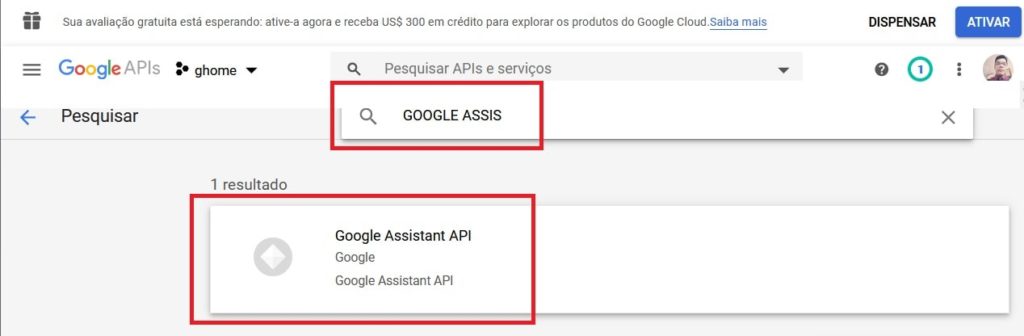 Sua avaliação gratuita está esperando: ative-a agora e receba US$ 300 em crédito para explorar os produtos do Google Cloud.Saiba mais
DISPENSAR
ATIVAR
Google APIs
ghome
Pesquisar APIs e serviços
1
Pesquisar
GOOGLE ASSIS
1 resultado
Google Assistant API
Google
Google Assistant API